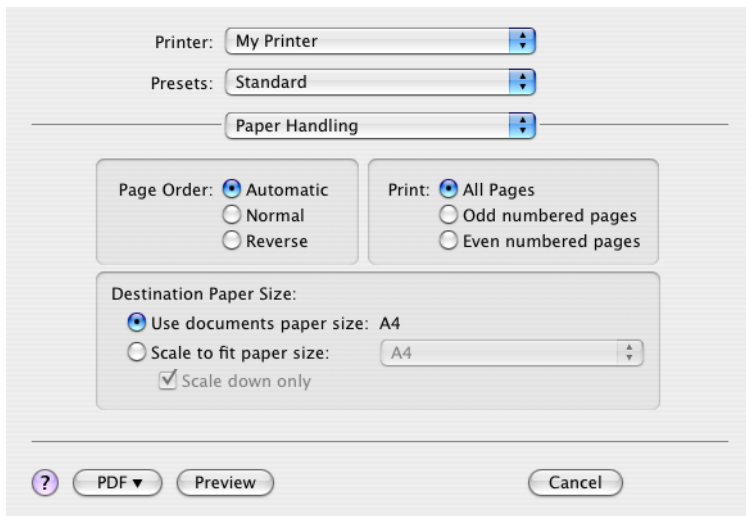 Printer: My Printer
Presets: Standard
Paper Handling
Page Order: Automatic
Normal
Reverse
Print: All Pages
Odd numbered pages
Even numbered pages
Destination Paper Size:
Use documents paper size: A4
Scale to fit paper size: A4
Scale down only
? PDF▼ Preview Cancel